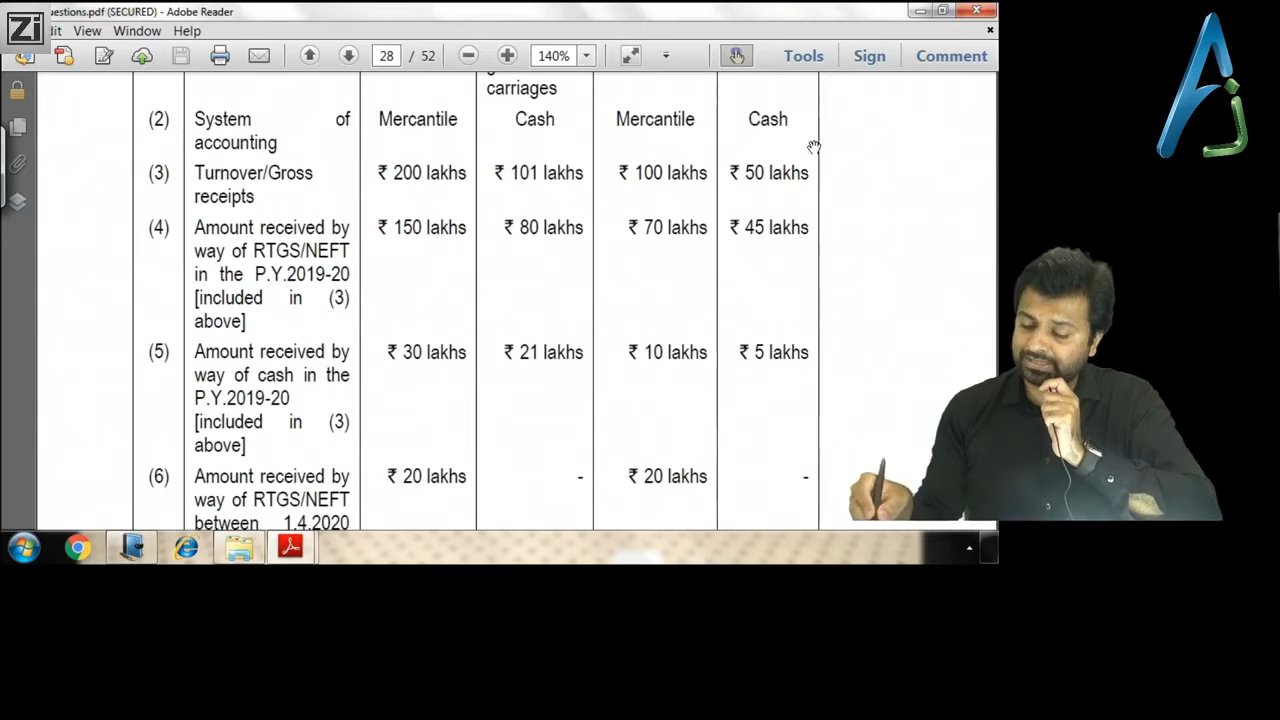 Zi
uestions.pdf (SECURED) - Adobe Reader
dit View Window Help
28 / 52 140% Tools Sign Comment
carriages
(2) System of accounting Mercantile Cash Mercantile Cash
(3) Turnover/Gross receipts ₹ 200 lakhs ₹ 101 lakhs ₹ 100 lakhs ₹ 50 lakhs
(4) Amount received by way of RTGS/NEFT in the P.Y.2019-20 [included in (3) above] ₹ 150 lakhs ₹ 80 lakhs ₹ 70 lakhs ₹ 45 lakhs
(5) Amount received by way of cash in the P.Y.2019-20 [included in (3) above] ₹ 30 lakhs ₹ 21 lakhs ₹ 10 lakhs ₹ 5 lakhs
(6) Amount received by way of RTGS/NEFT between 1.4.2020 ₹ 20 lakhs - ₹ 20 lakhs -